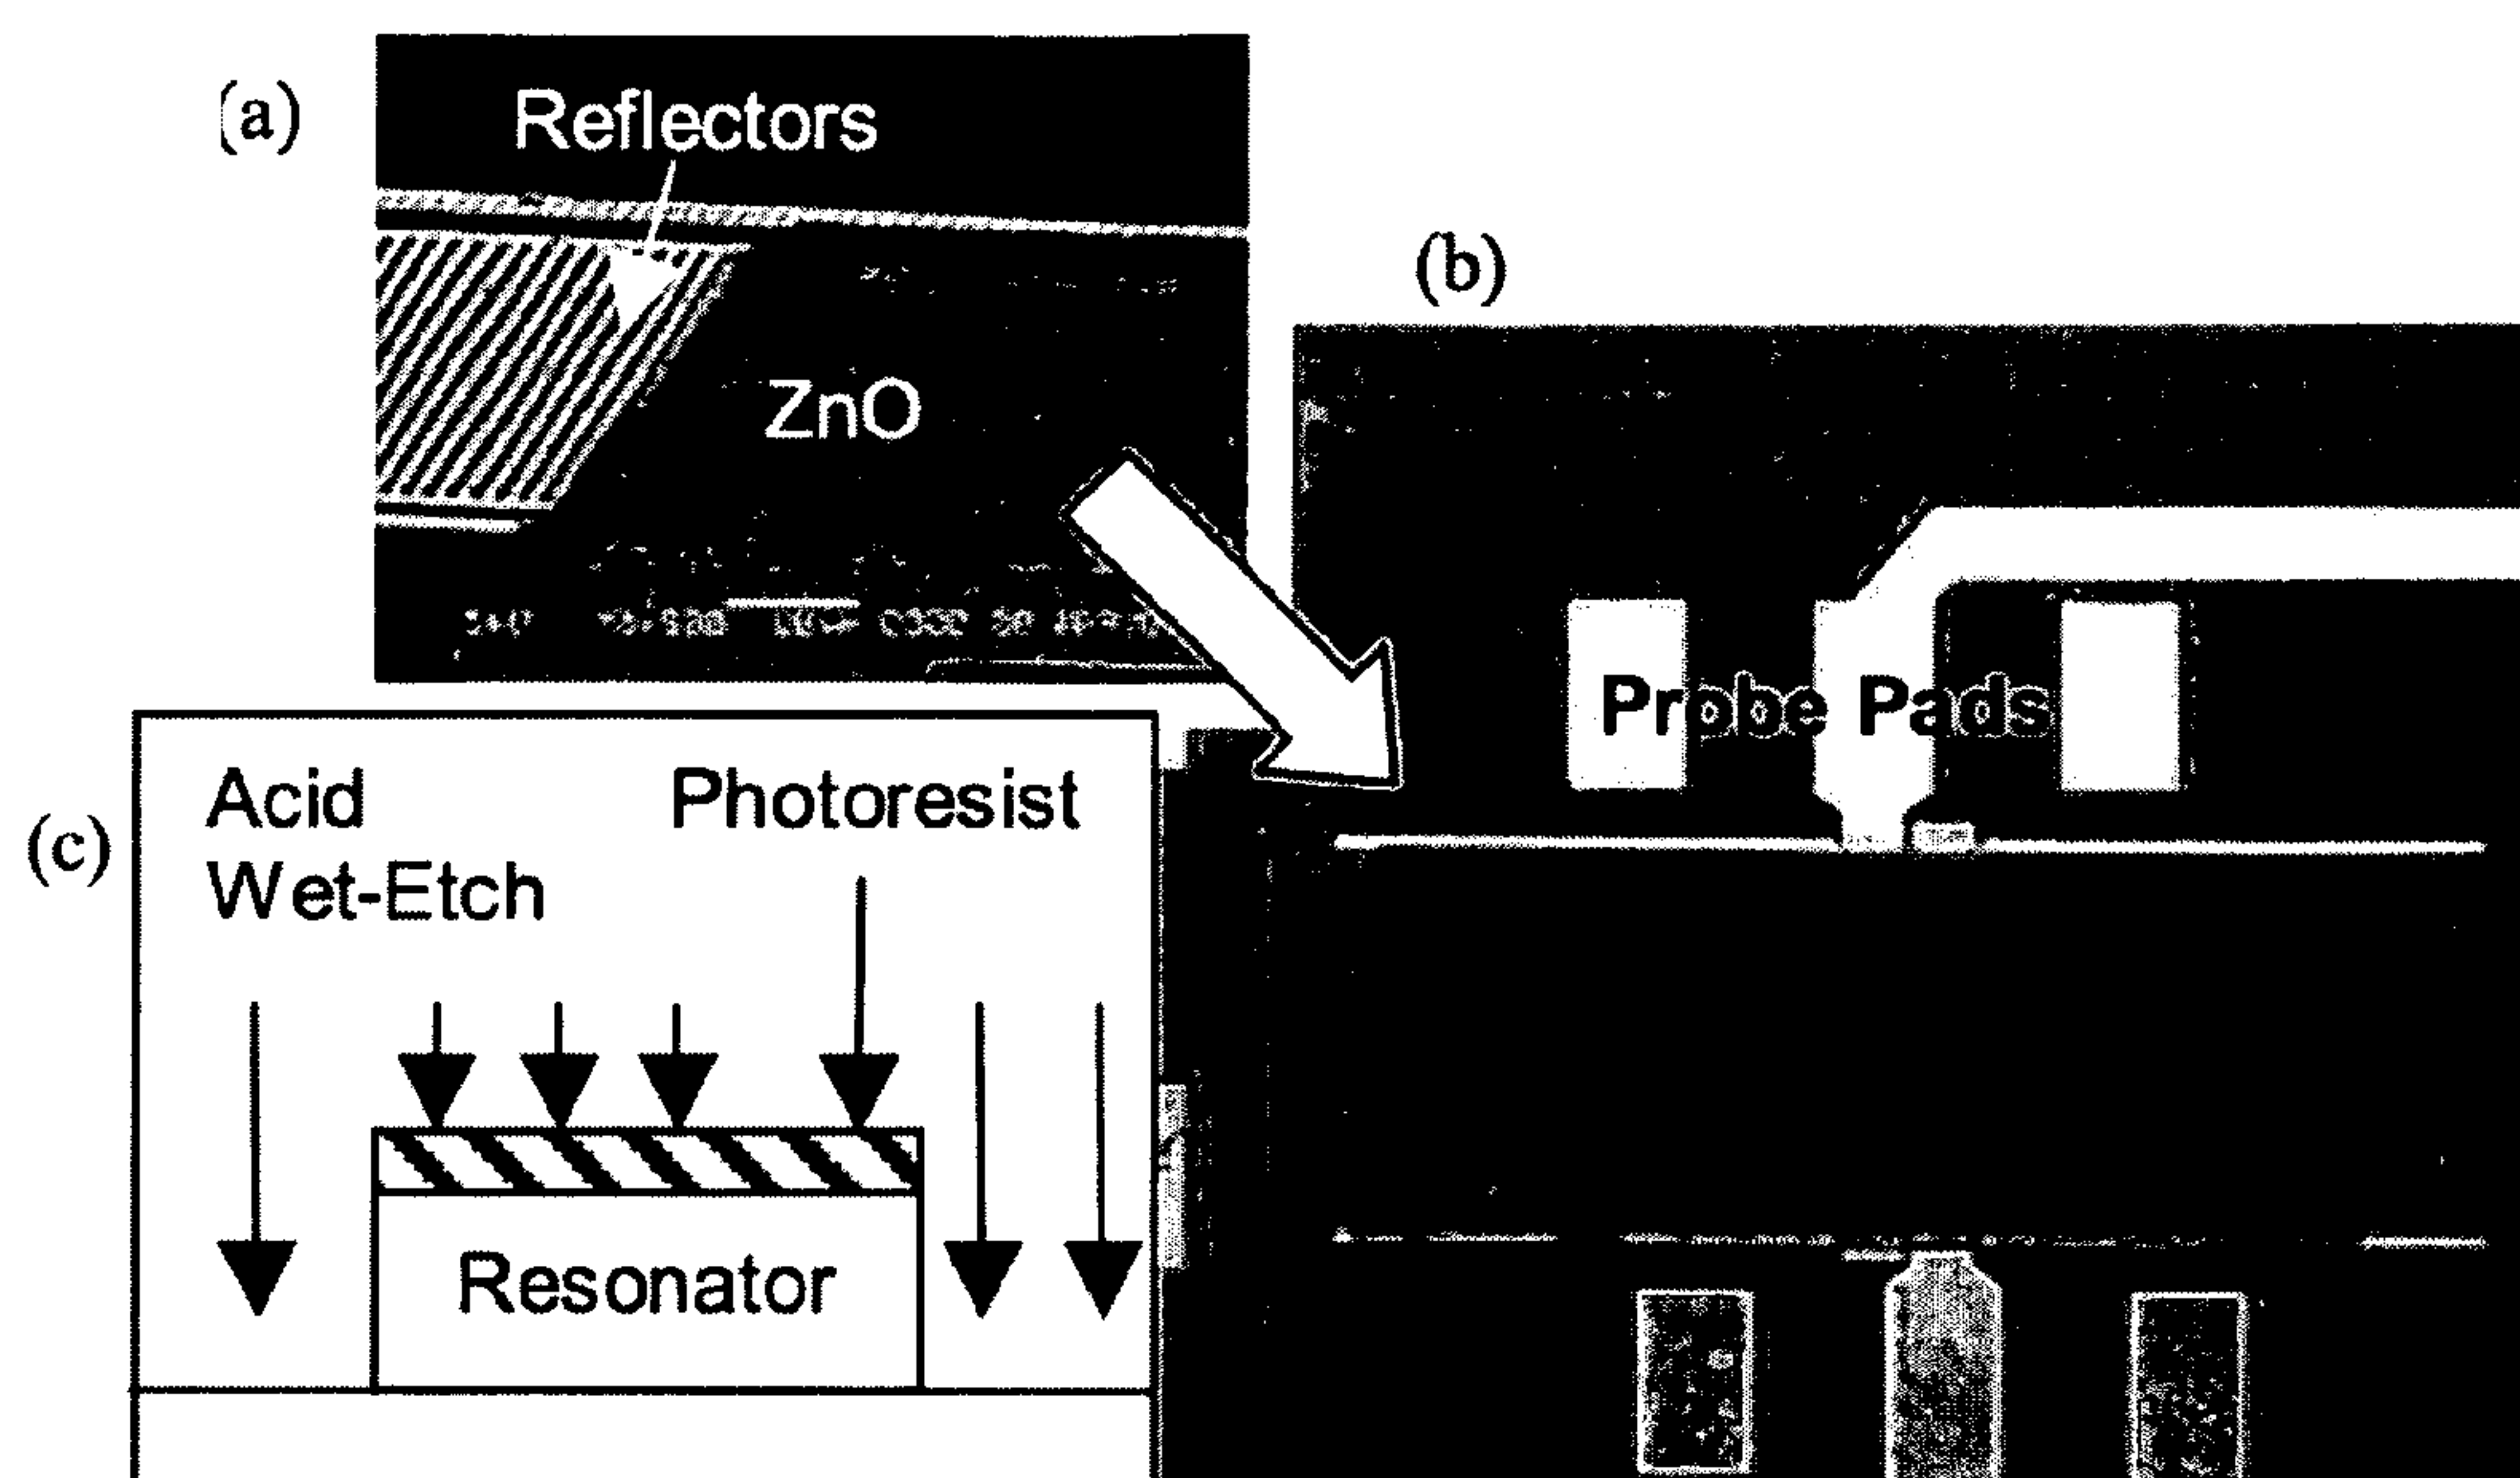 (a)
Reflectors
ZnO
(b)
Probe Pads
(c)
Acid
Wet-Etch
Photoresist
Resonator